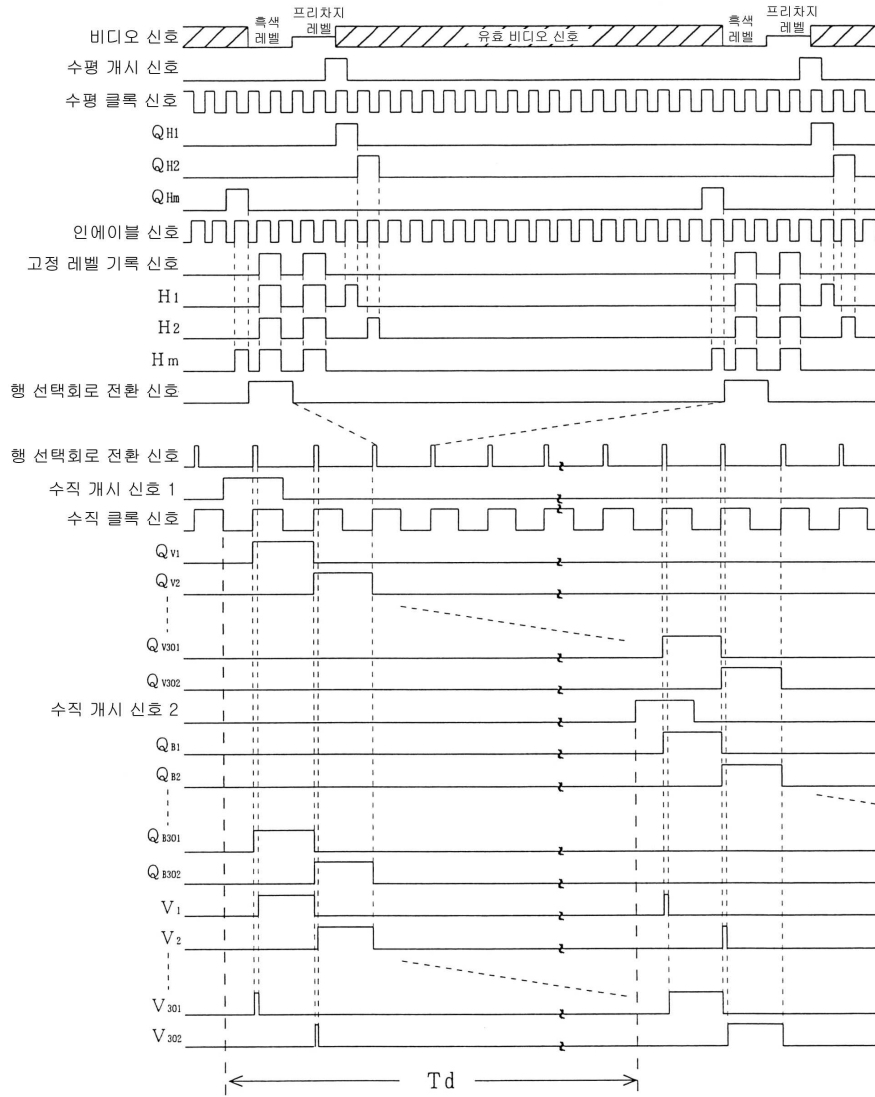 흑색 프리차지 흑색 프리차지
비디오 신호 레벨 레벨 유효 비디오 신호 레벨 레벨
수평 개시 신호
수평 클록 신호
QH1
QH2
QHm
인에이블 신호
고정 레벨 기록 신호
H1
H2
Hm
행 선택회로 전환 신호
행 선택회로 전환 신호
수직 개시 신호 1
수직 클록 신호
QV1
QV2
QV301
QV302
수직 개시 신호 2
QB1
QB2
QB301
QB302
V1
V2
V301
V302
Td